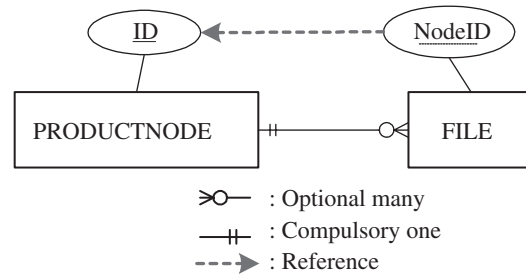 ID NodeID
PRODUCTNODE FILE
: Optional many
: Compulsory one
: Reference